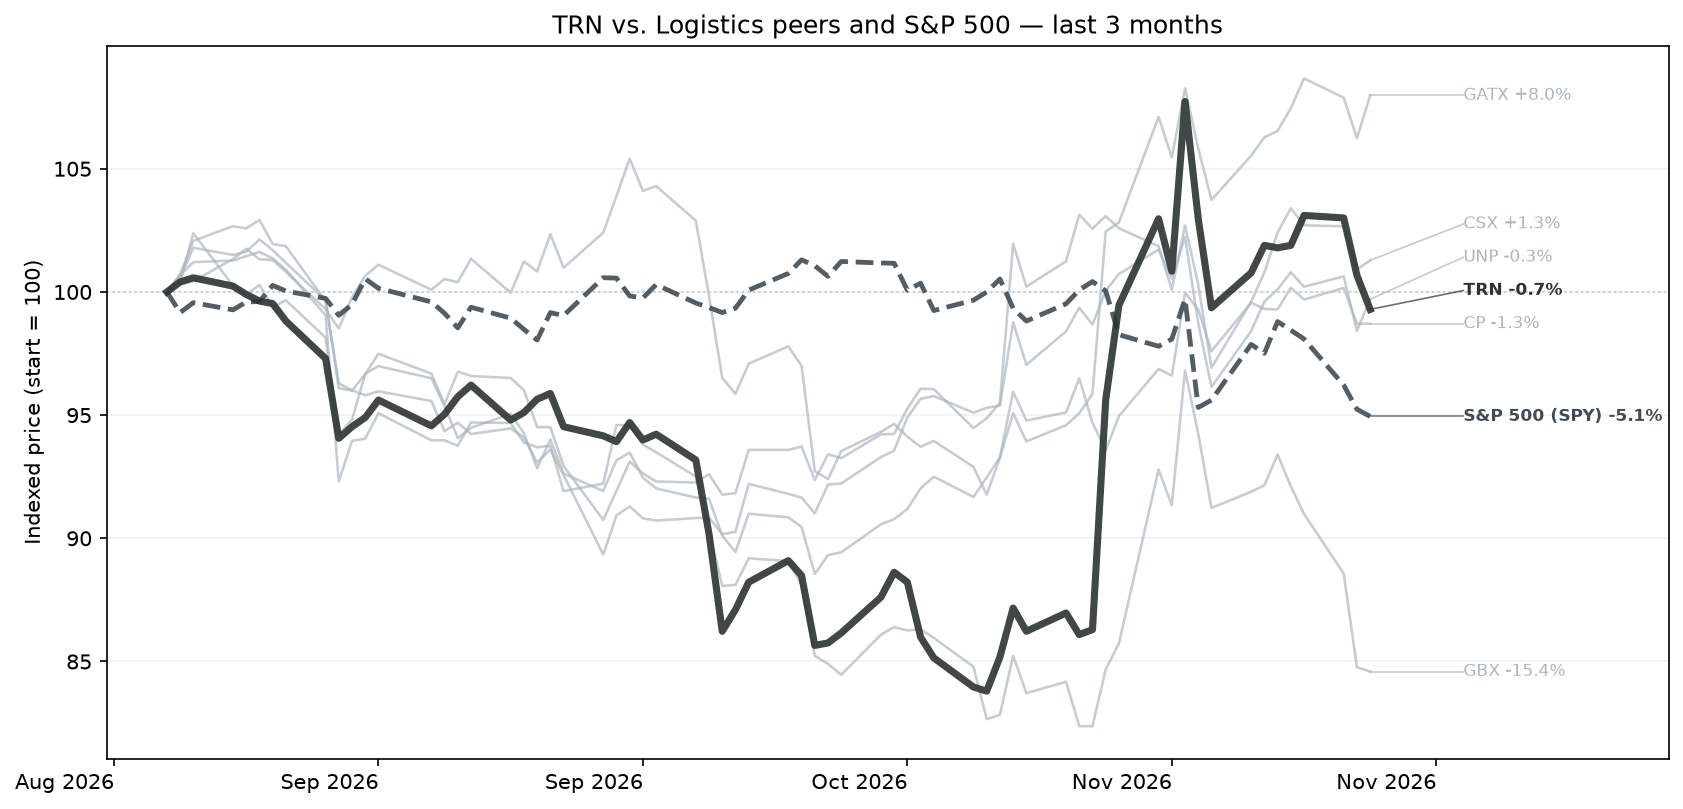 TRN vs. Logistics peers and S&P 500 — last 3 months
Indexed price (start = 100)
105
100
95
90
85
GATX +8.0%
CSX +1.3%
UNP -0.3%
TRN -0.7%
CP -1.3%
S&P 500 (SPY) -5.1%
GBX -15.4%
Aug 2026
Sep 2026
Sep 2026
Oct 2026
Nov 2026
Nov 2026